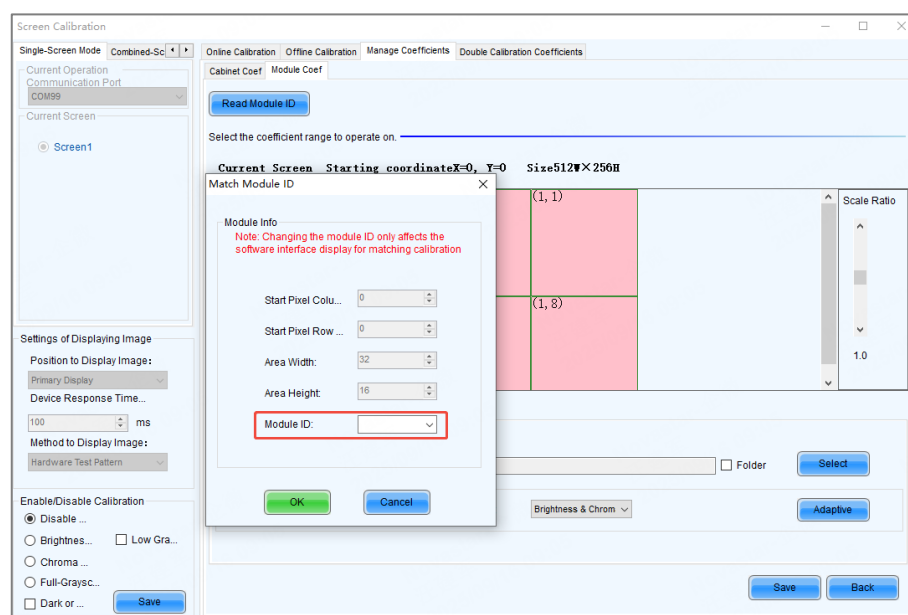 Screen Calibration
Single-Screen Mode
Combined-Sc
Current Operation
Communication Port
COM99
Current Screen
Screen1
Settings of Displaying Image
Position to Display Image:
Primary Display
Device Response Time...
100 ms
Method to Display Image:
Hardware Test Pattern
Enable/Disable Calibration
Disable ...
Brightnes...
Low Gra...
Chroma ...
Full-Graysc...
Dark or ...
Save
Online Calibration
Offline Calibration
Manage Coefficients
Double Calibration Coefficients
Cabinet Coef
Module Coef
Read Module ID
Select the coefficient range to operate on.
Current Screen Starting coordinateX=0, Y=0 Size512W×256H
(1, 1)
(1, 8)
Scale Ratio
1.0
Match Module ID
Module Info
Note: Changing the module ID only affects the
software interface display for matching calibration
Start Pixel Colu... 0
Start Pixel Row ... 0
Area Width: 32
Area Height: 16
Module ID:
OK
Cancel
Folder
Select
Brightness & Chrom
Adaptive
Save
Back